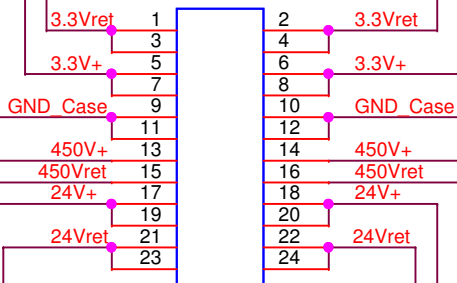 3.3Vret 1 2 3.3Vret
3 4
3.3V+ 5 6 3.3V+
7 8
GND_Case 9 10 GND_Case
11 12
450V+ 13 14 450V+
450Vret 15 16 450Vret
24V+ 17 18 24V+
19 20
24Vret 21 22 24Vret
23 24